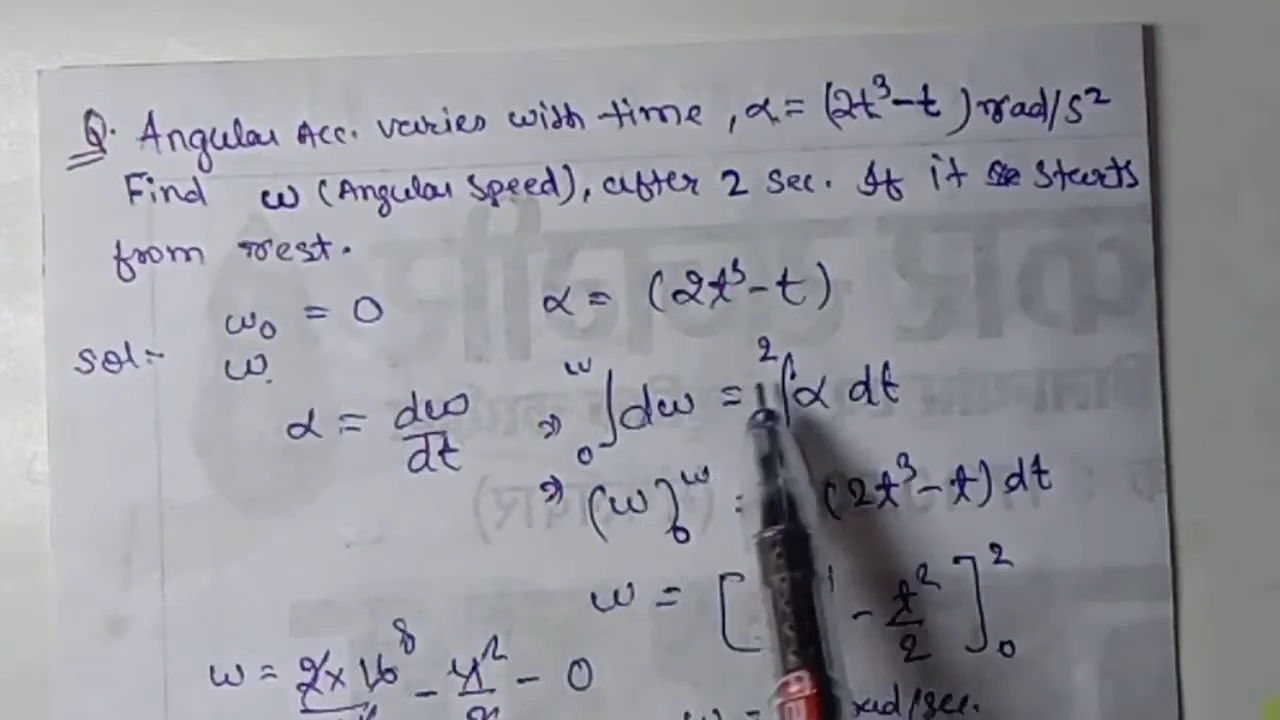 Q. Angular Acc. varies with time, α = (2t³-t) rad/s²
Find ω (Angular Speed), after 2 sec. If it starts
from rest.
ω₀ = 0 α = (2t³-t)
Sol:- ω
α = dω/dt ⇒ ∫₀^ω dω = ∫² α dt
⇒ [ω]₀^ω (2t³-t) dt
ω = [ - t²/2 ]₀²
ω = 2×16 8 - 4 2 - 0
ω = rad/sec.